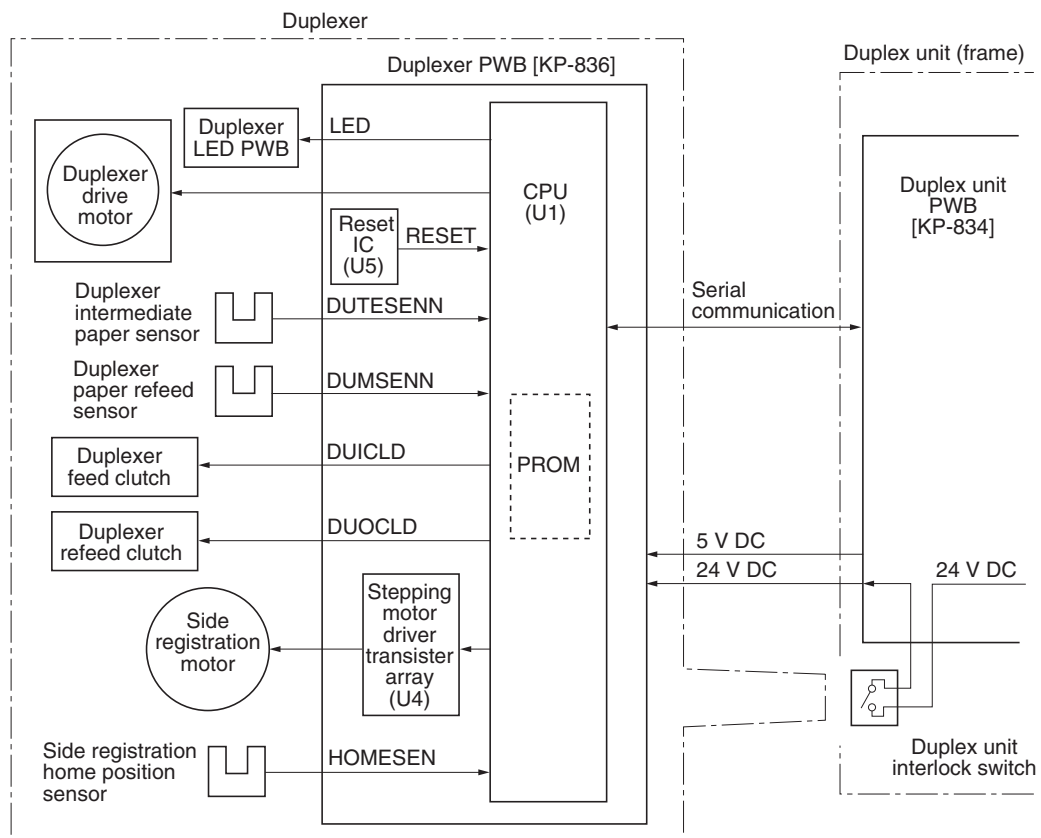 Duplexer
Duplex unit (frame)
Duplexer PWB [KP-836]
Duplexer
LED PWB
LED
Duplexer
drive
motor
CPU
(U1)
Duplex unit
PWB
[KP-834]
Reset
IC
(U5)
RESET
Duplexer
intermediate
paper sensor
DUTESENN
Serial
communication
Duplexer
paper refeed
sensor
DUMSENN
Duplexer
feed clutch
DUICLD
PROM
Duplexer
refeed clutch
DUOCLD
5 V DC
24 V DC
24 V DC
Side
registration
motor
Stepping
motor
driver
transister
array
(U4)
Side registration
home position
sensor
HOMESEN
Duplex unit
interlock switch